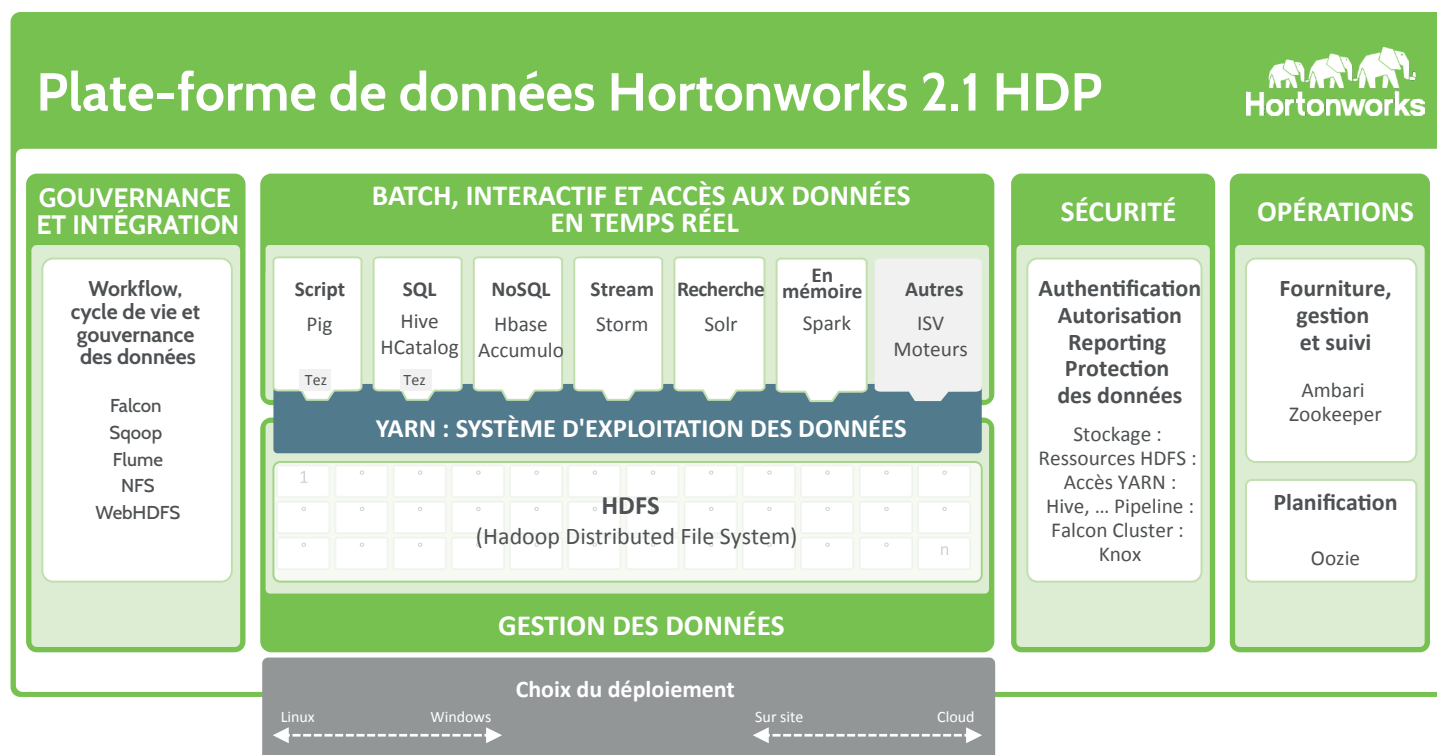 Plate-forme de données Hortonworks 2.1 HDP
Hortonworks
GOUVERNANCE
ET INTÉGRATION
Workflow,
cycle de vie et
gouvernance
des données
Falcon
Sqoop
Flume
NFS
WebHDFS
BATCH, INTERACTIF ET ACCÈS AUX DONNÉES
EN TEMPS RÉEL
Script
Pig
Tez
SQL
Hive
HCatalog
Tez
NoSQL
Hbase
Accumulo
Stream
Storm
Recherche
Solr
En
mémoire
Spark
Autres
ISV
Moteurs
YARN : SYSTÈME D'EXPLOITATION DES DONNÉES
1 ° ° ° ° ° ° ° ° ° ° °
° ° ° ° ° ° ° ° ° ° ° °
° ° ° ° ° ° ° ° ° ° ° n
HDFS
(Hadoop Distributed File System)
GESTION DES DONNÉES
Choix du déploiement
Linux
Windows
Sur site
Cloud
SÉCURITÉ
Authentification
Autorisation
Reporting
Protection
des données
Stockage :
Ressources HDFS :
Accès YARN :
Hive, ... Pipeline :
Falcon Cluster :
Knox
OPÉRATIONS
Fourniture,
gestion
et suivi
Ambari
Zookeeper
Planification
Oozie